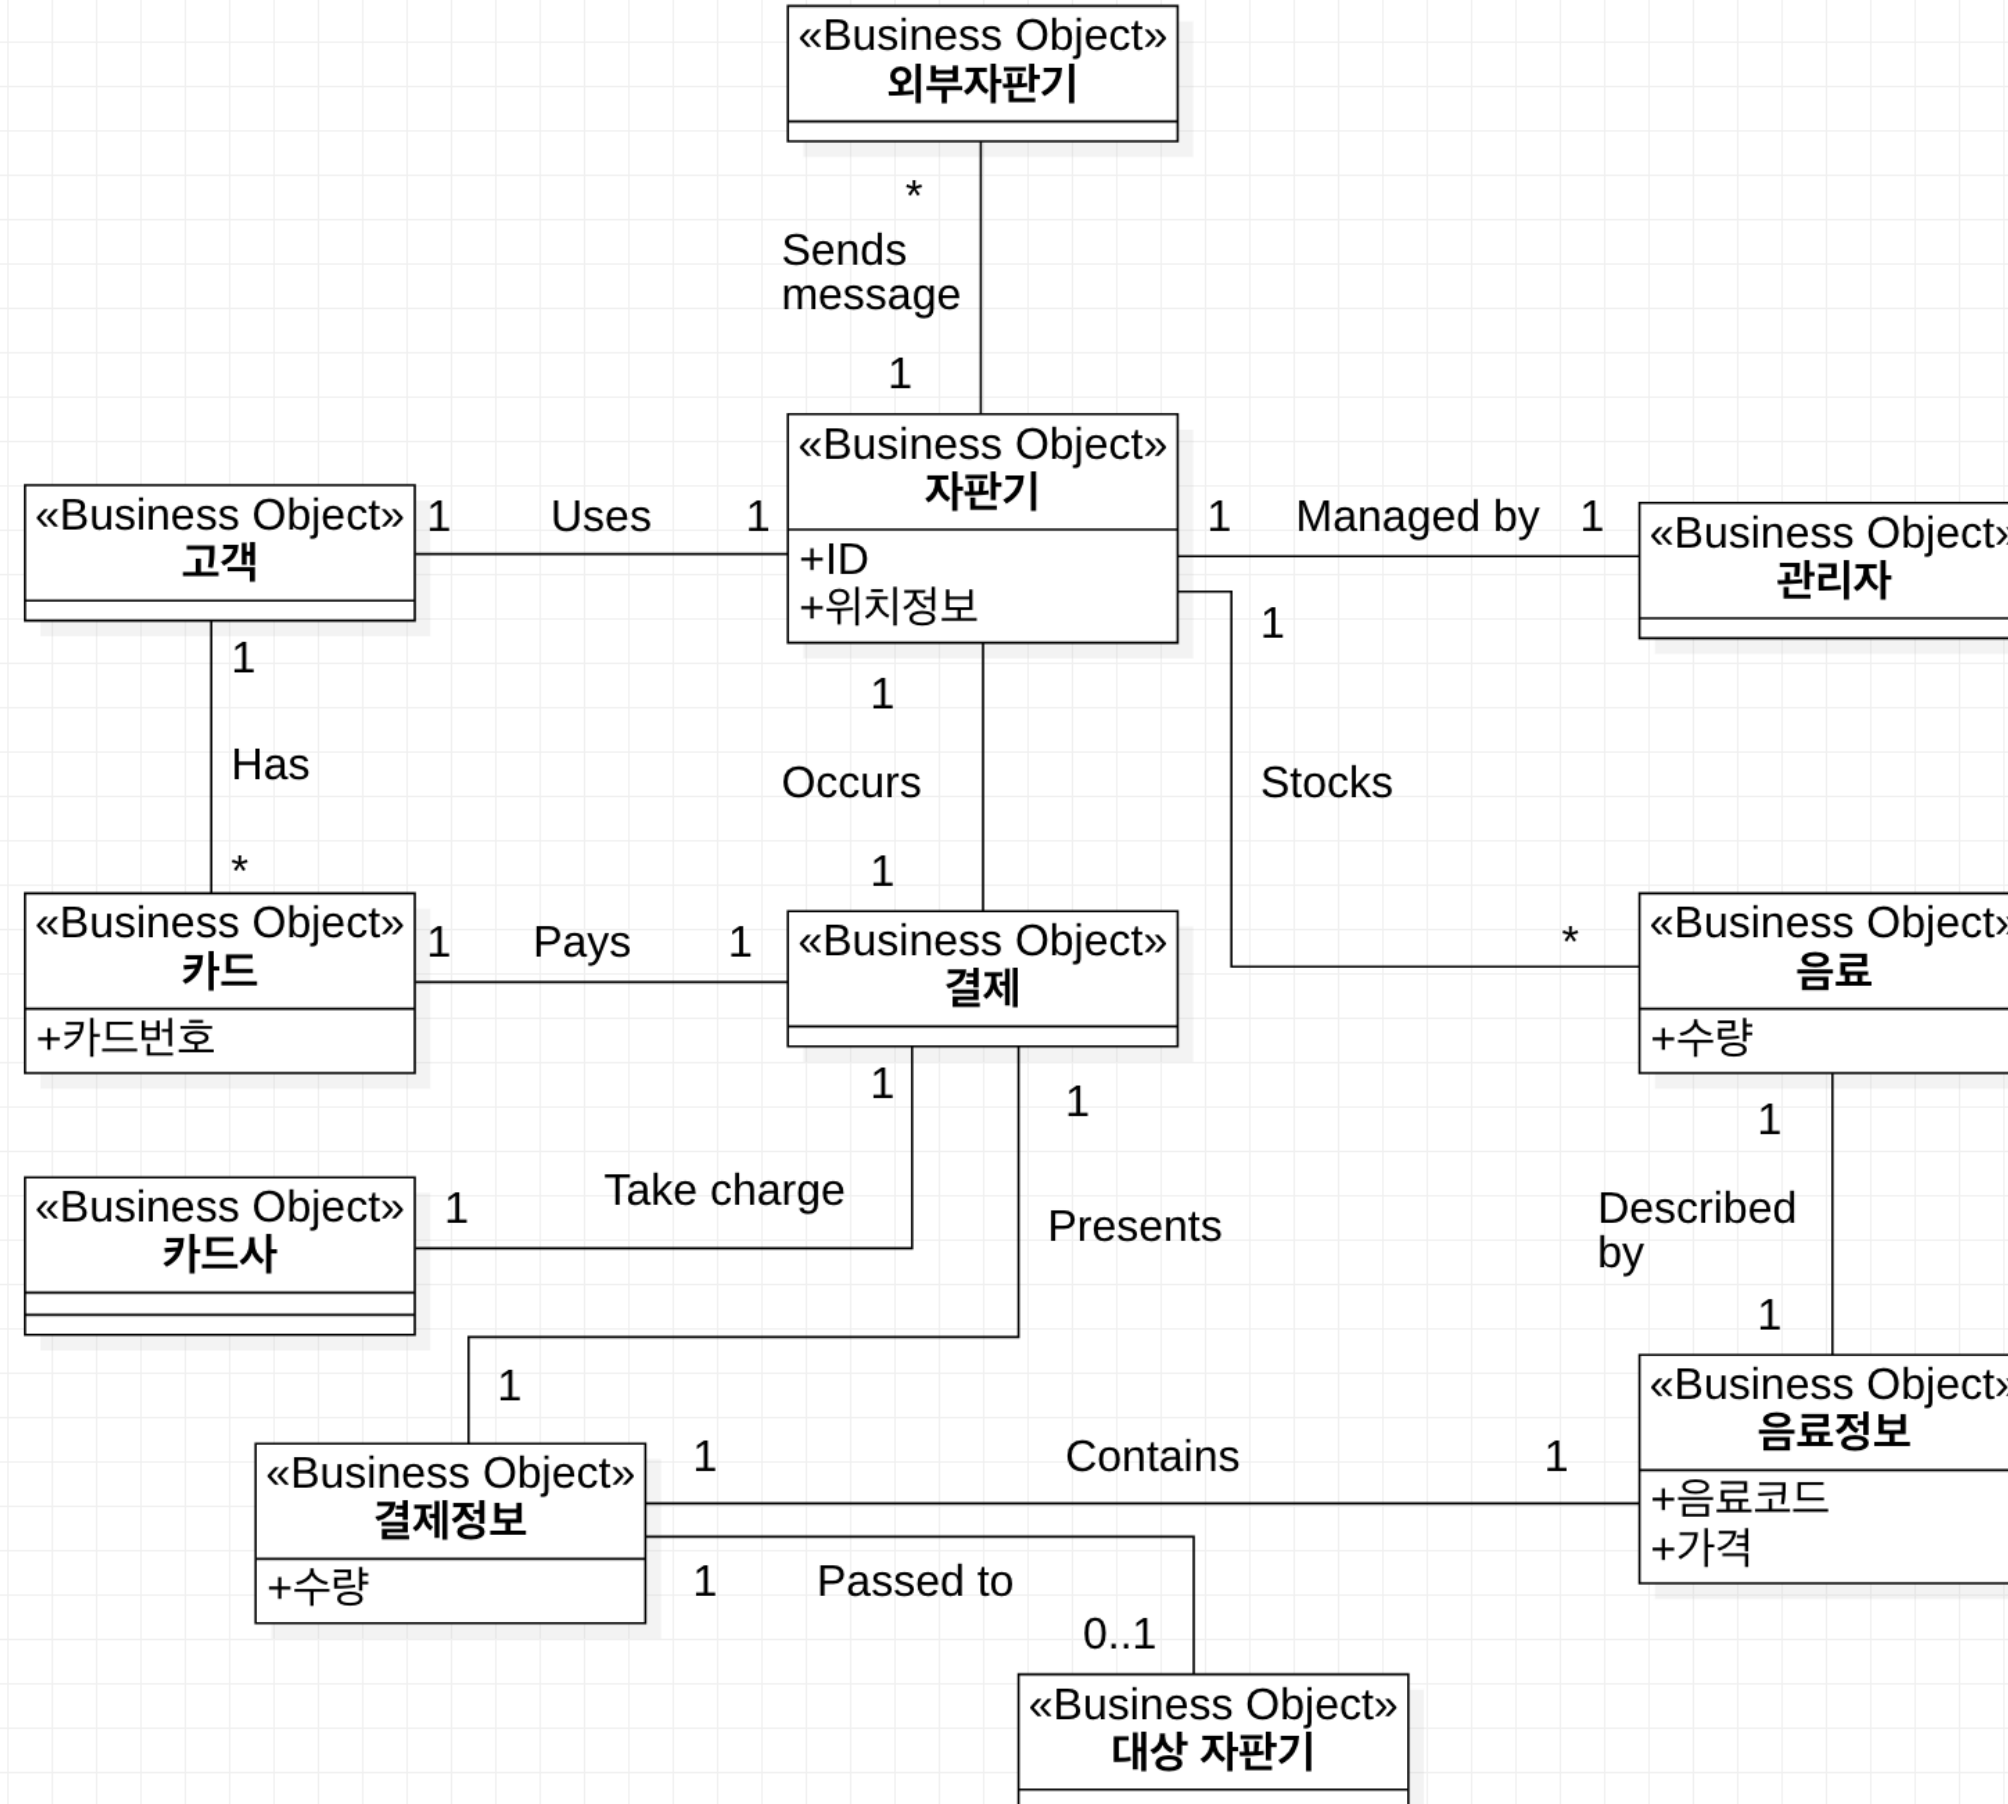 «Business Object»
외부자판기
*
Sends
message
1
«Business Object»
자판기
+ID
+위치정보
«Business Object»
고객
1
Uses
1
1
Managed by
1
«Business Object»
관리자
1
Has
*
1
Occurs
1
1
Stocks
*
«Business Object»
카드
+카드번호
1
Pays
1
«Business Object»
결제
«Business Object»
음료
+수량
1
Take charge
1
«Business Object»
카드사
1
Presents
1
1
Described
by
1
«Business Object»
음료정보
+음료코드
+가격
«Business Object»
결제정보
+수량
1
Contains
1
1
Passed to
0..1
«Business Object»
대상 자판기